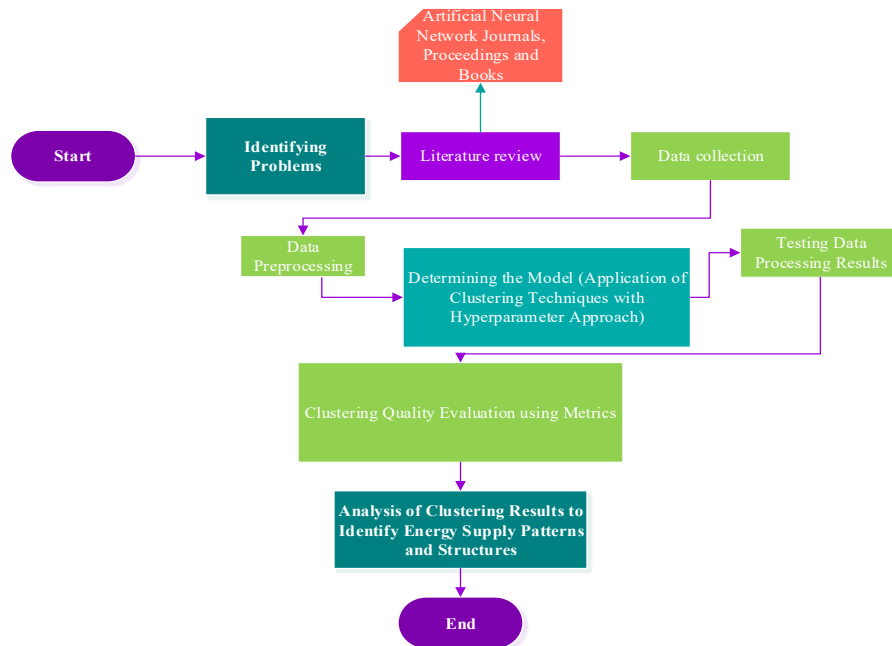 Artificial Neural
Network Journals,
Proceedings and
Books
Start
Identifying
Problems
Literature review
Data collection
Data
Preprocessing
Determining the Model (Application of
Clustering Techniques with
Hyperparameter Approach)
Testing Data
Processing Results
Clustering Quality Evaluation using Metrics
Analysis of Clustering Results to
Identify Energy Supply Patterns
and Structures
End